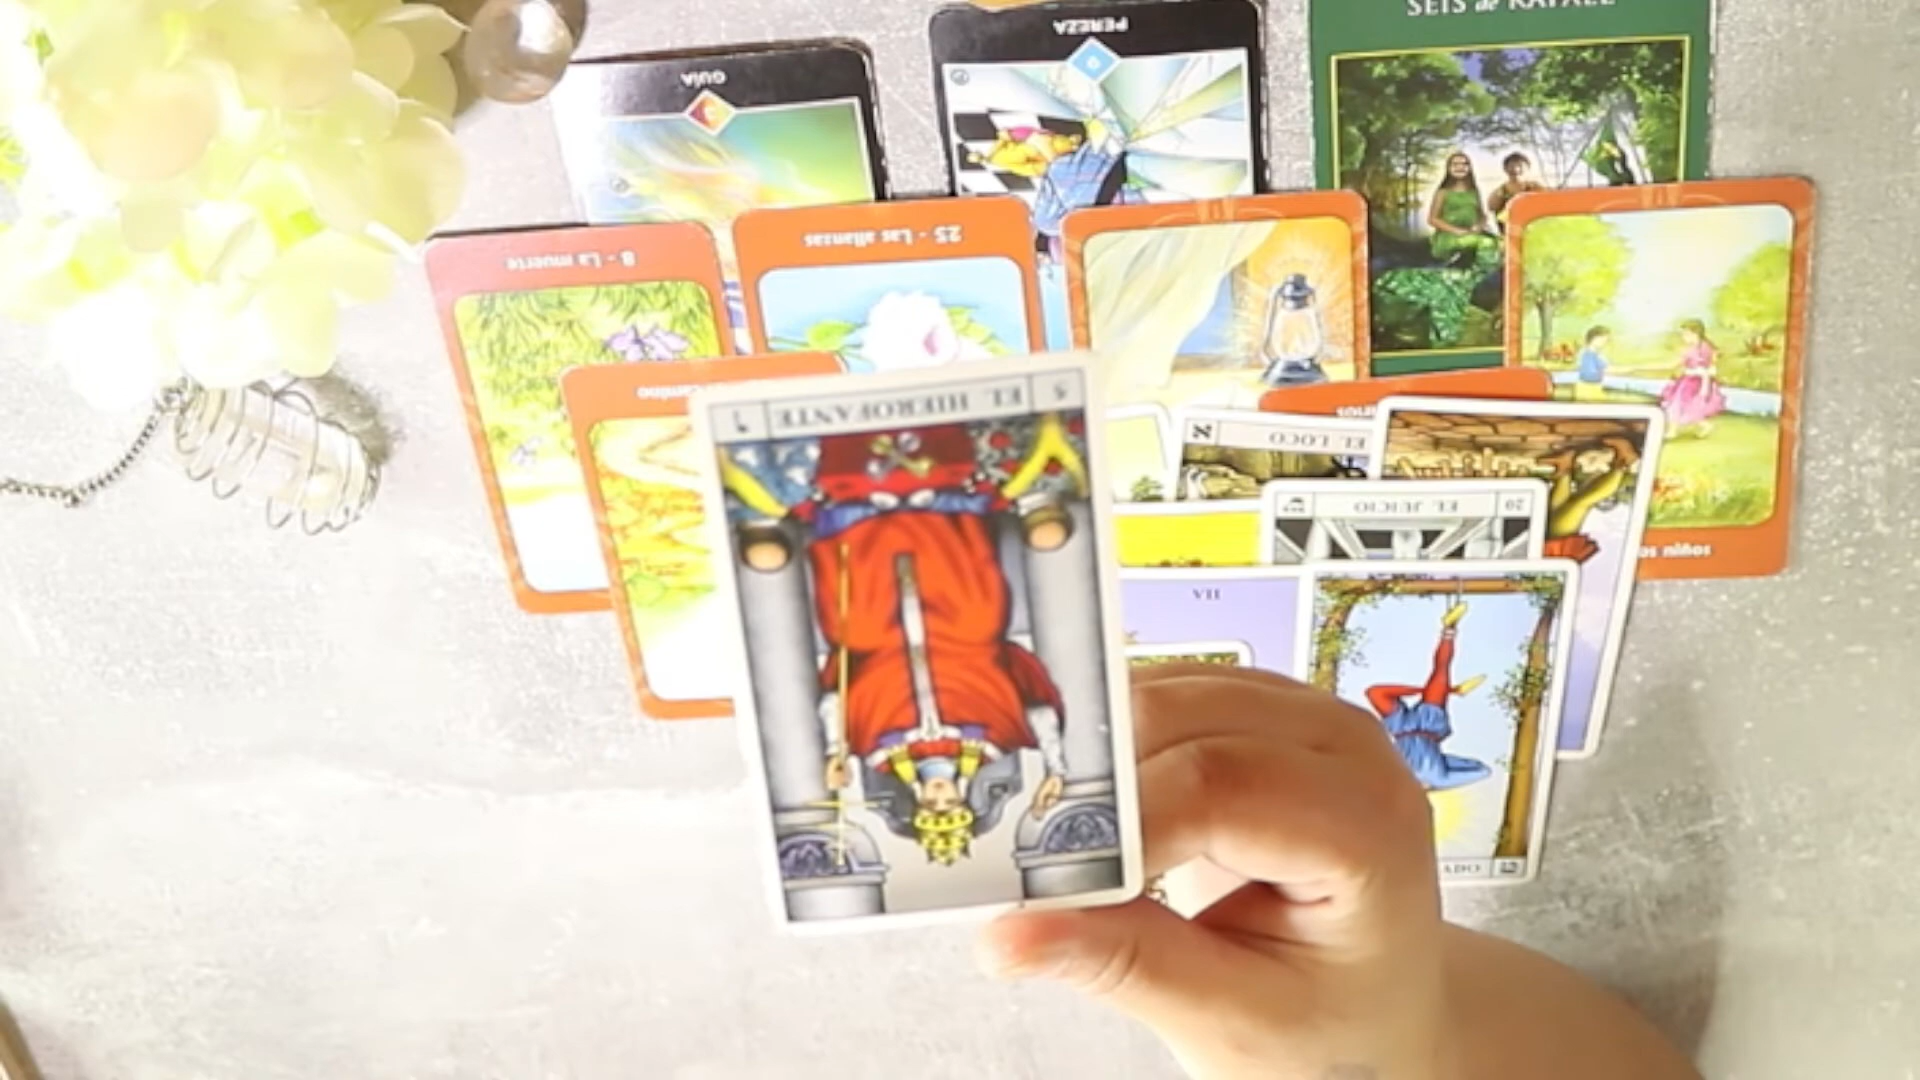 SEIS de RAFAEL
PEREZA
GUÍA
25 - Las alianzas
8 - La muerte
5 EL HIEROFANTE
EL LOCO א
20 EL JUICIO
os niños
VII